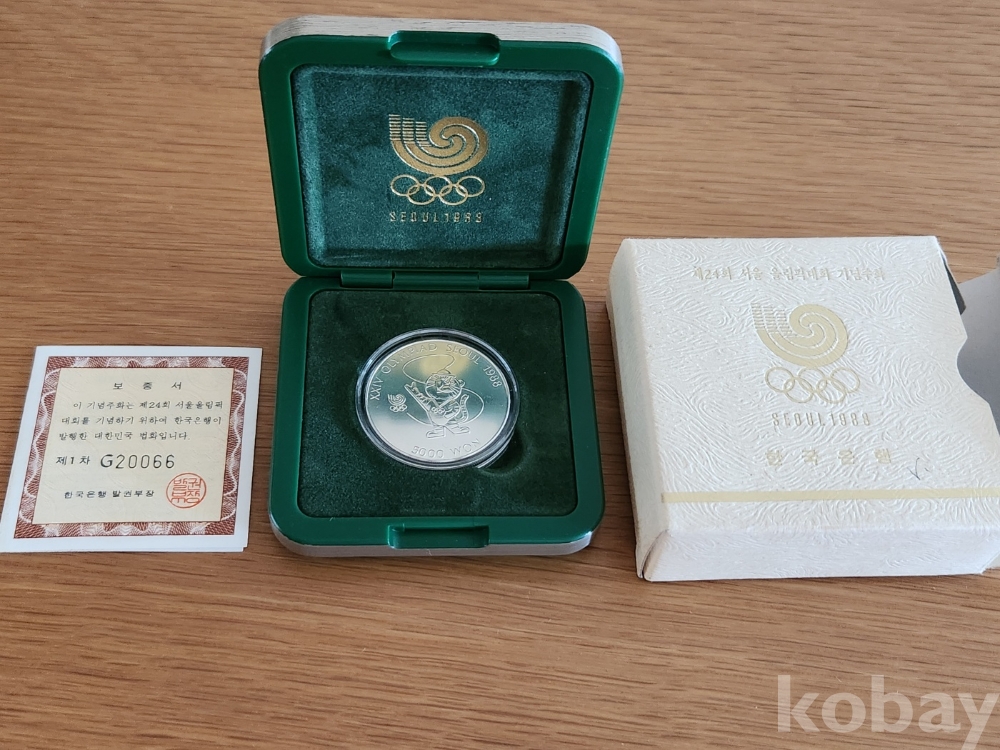 SEOUL1988
제24회 서울 올림픽대회 기념주화
SEOUL1988
한국은행
보증서
이 기념주화는 제24회 서울올림픽
대회를 기념하기 위하여 한국은행이
발행한 대한민국 법화입니다.
제1차 G20066
한국은행 발권부장
XXIV OLYMPIAD SEOUL 1988
5000 WON
kobay